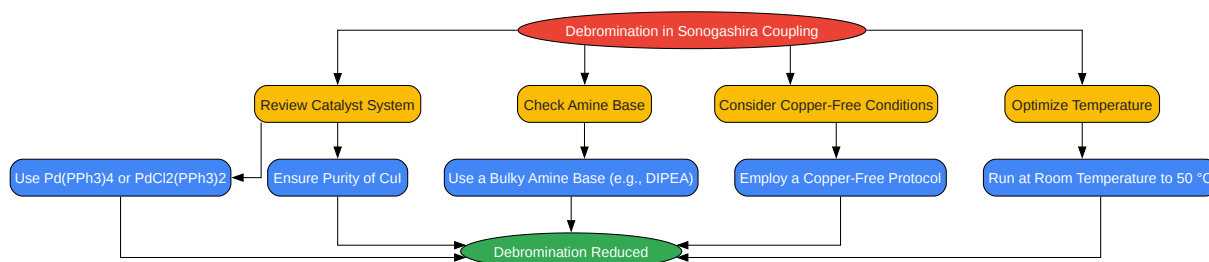 Debromination in Sonogashira Coupling
Review Catalyst System
Check Amine Base
Consider Copper-Free Conditions
Optimize Temperature
Use Pd(PPh3)4 or PdCl2(PPh3)2
Ensure Purity of CuI
Use a Bulky Amine Base (e.g., DIPEA)
Employ a Copper-Free Protocol
Run at Room Temperature to 50 °C
Debromination Reduced